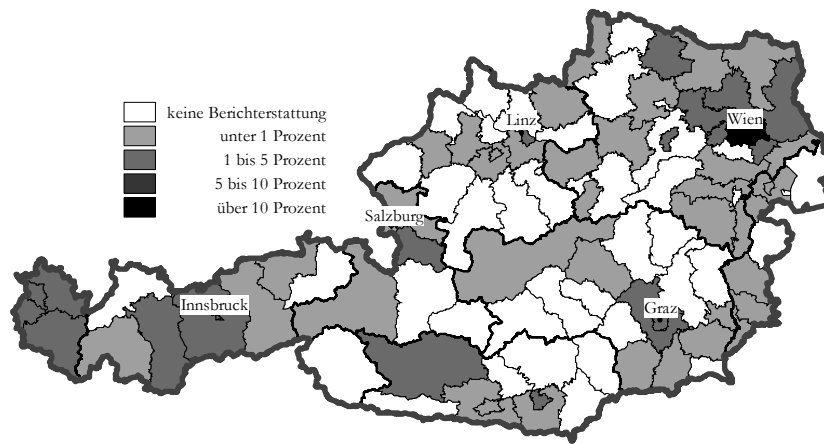 keine Berichterstattung
unter 1 Prozent
1 bis 5 Prozent
5 bis 10 Prozent
über 10 Prozent
Linz
Wien
Salzburg
Innsbruck
Graz